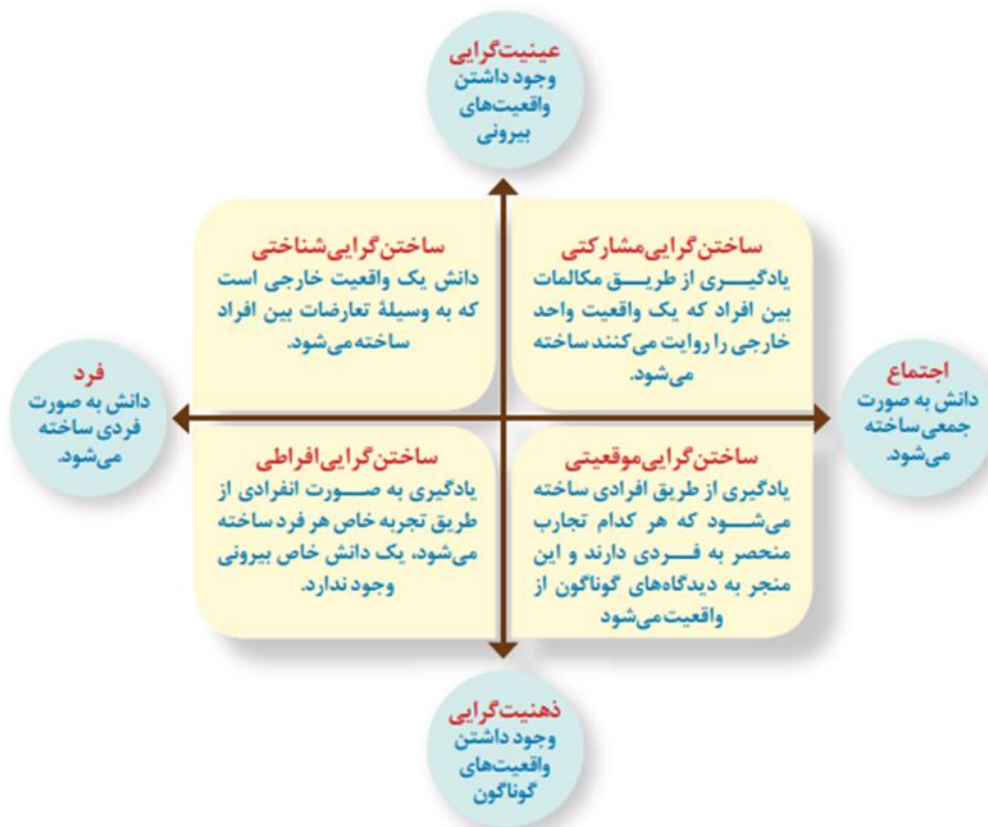 عینیت‌گرایی
وجود داشتن
واقعیت‌های
بیرونی
ساختن‌گرایی مشارکتی
یادگیری از طریق مکالمات
بین افراد که یک واقعیت واحد
خارجی را روایت می‌کنند ساخته
می‌شود.
ساختن‌گرایی شناختی
دانش یک واقعیت خارجی است
که به وسیلهٔ تعارضات بین افراد
ساخته می‌شود.
اجتماع
دانش به صورت
جمعی ساخته
می‌شود.
فرد
دانش به صورت
فردی ساخته
می‌شود.
ساختن‌گرایی موقعیتی
یادگیری از طریق افرادی ساخته
می‌شود که هر کدام تجارب
منحصر به فردی دارند و این
منجر به دیدگاه‌های گوناگون از
واقعیت می‌شود
ساختن‌گرایی افراطی
یادگیری به صورت انفرادی از
طریق تجربه خاص هر فرد ساخته
می‌شود، یک دانش خاص بیرونی
وجود ندارد.
ذهنیت‌گرایی
وجود داشتن
واقعیت‌های
گوناگون